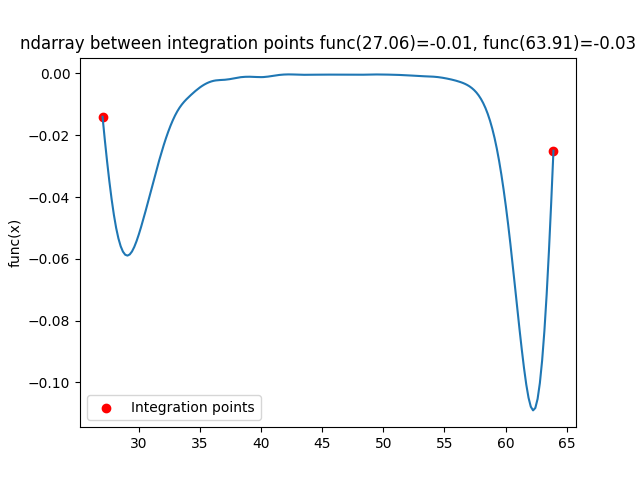 ndarray between integration points func(27.06)=-0.01, func(63.91)=-0.03
0.00
−0.02
−0.04
−0.06
−0.08
−0.10
func(x)
Integration points
30 35 40 45 50 55 60 65